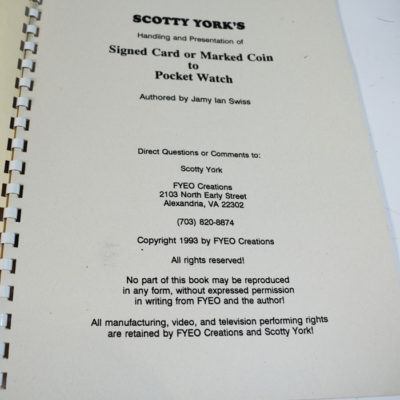 SCOTTY YORK'S
Handling and Presentation of
Signed Card or Marked Coin
to
Pocket Watch
Authored by Jamy Ian Swiss
Direct Questions or Comments to:
Scotty York
FYEO Creations
2103 North Early Street
Alexandria, VA 22302
(703) 820-8874
Copyright 1993 by FYEO Creations
All rights reserved!
No part of this book may be reproduced
in any form, without expressed permission
in writing from FYEO and the author!
All manufacturing, video, and television performing rights
are retained by FYEO Creations and Scotty York!